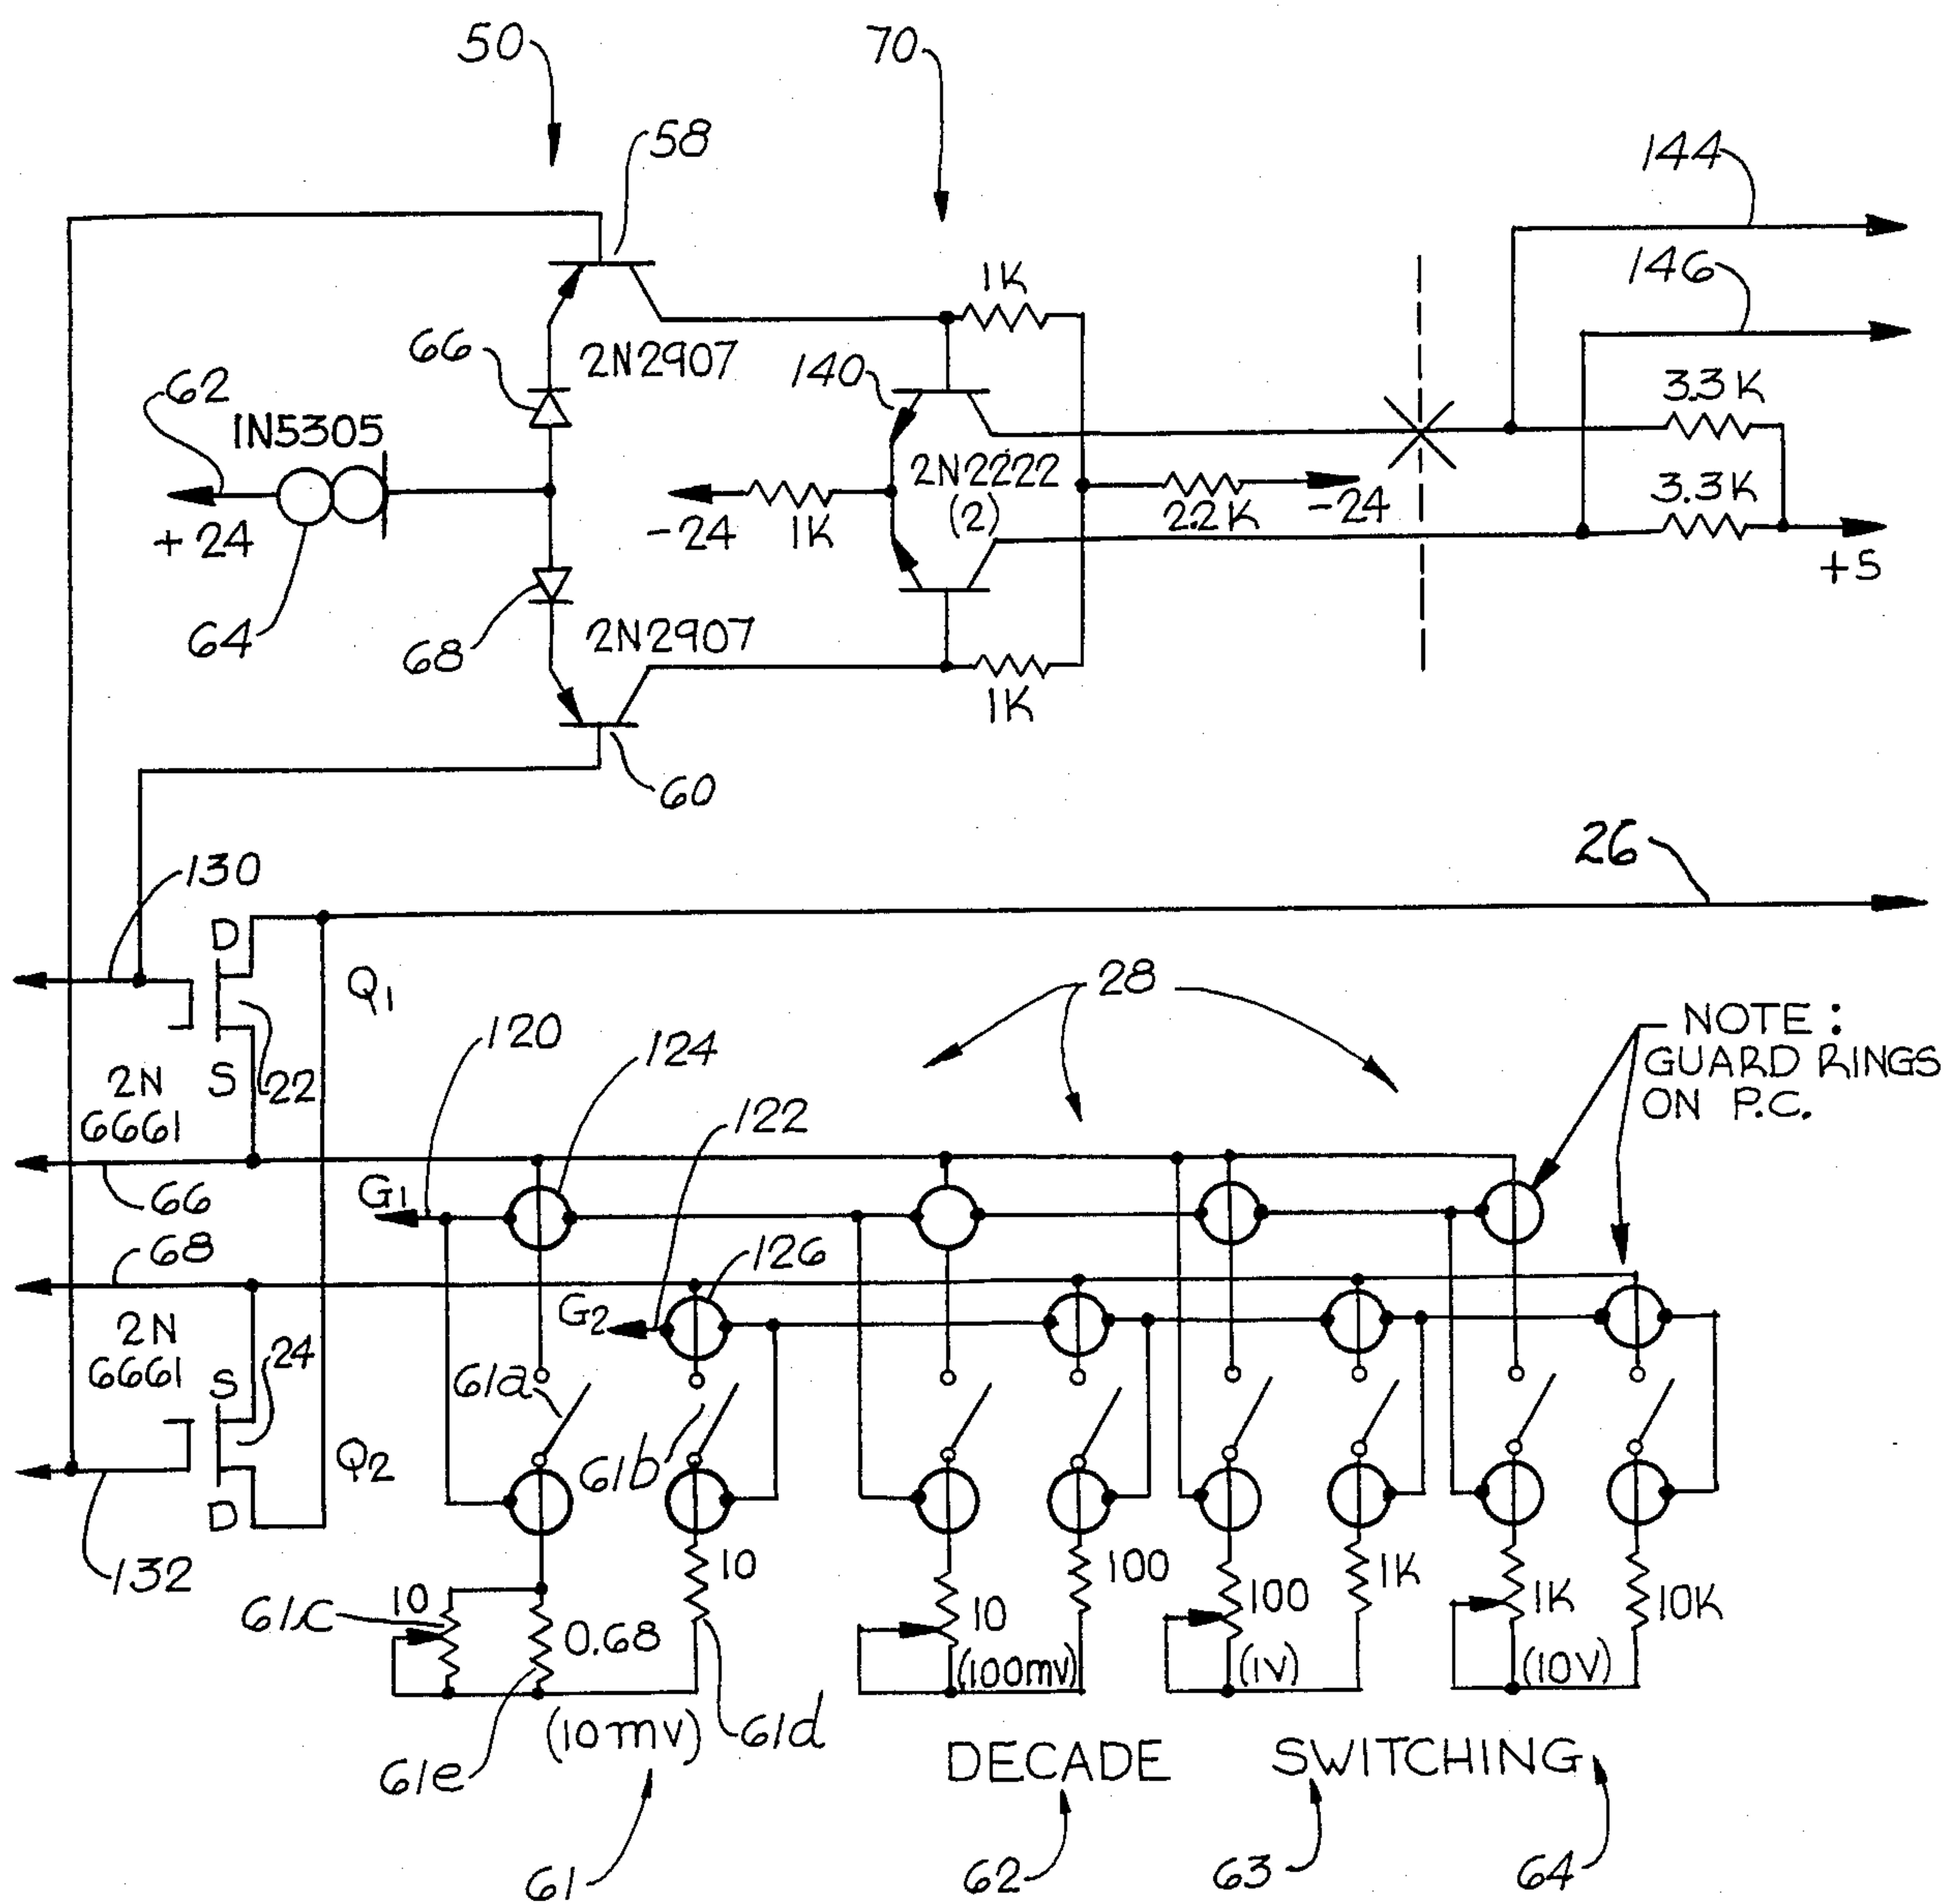 50
70
58
144
146
1K
66
2N2907
140
3.3K
62
1N5305
2N2222
(2)
3.3K
+24
-24
1K
2.2K
-24
+5
64
68
2N2907
1K
60
26
130
D
Q1
28
NOTE :
GUARD RINGS
ON P.C.
120
124
2N
6661
S
22
122
66
G1
68
126
G2
2N
6661
24
S
61a
61b
Q2
D
132
10
100
1K
61c
10
0.68
10
100
1K
10K
(100mv)
(1V)
(10V)
(10mv)
61d
61e
DECADE SWITCHING
61
62
63
64